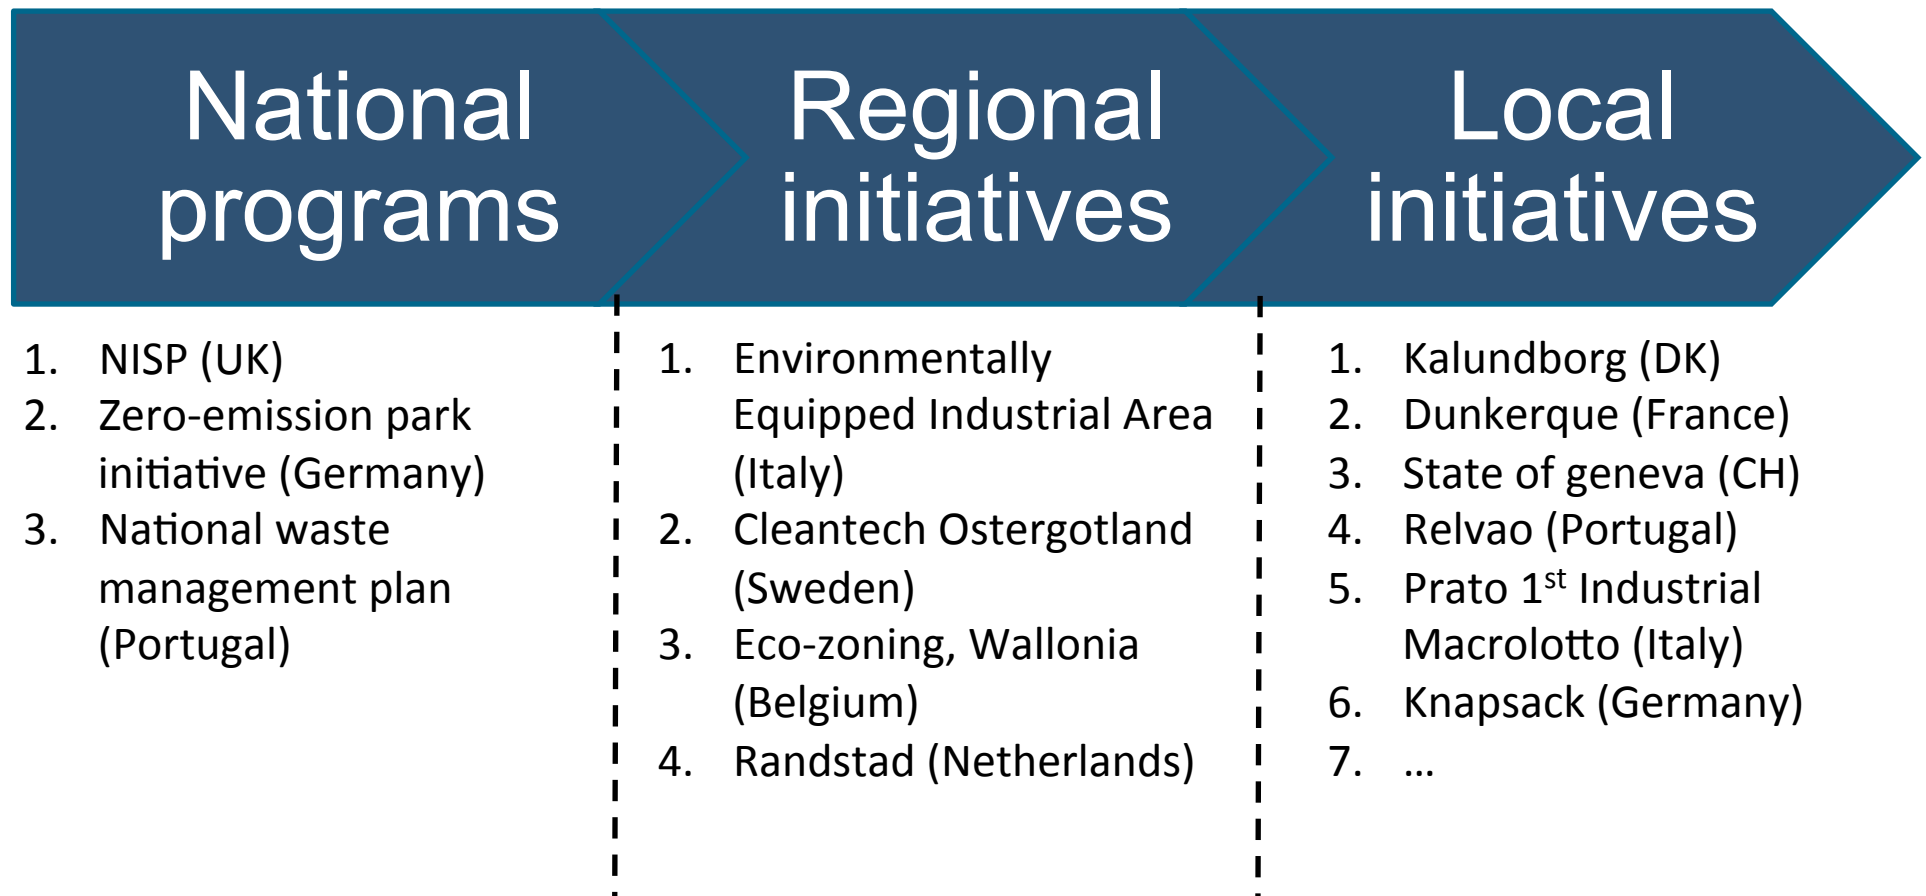 National
programs
Regional
initiatives
Local
initiatives
1. NISP (UK)
2. Zero-emission park
initiative (Germany)
3. National waste
management plan
(Portugal)
1. Environmentally
Equipped Industrial Area
(Italy)
2. Cleantech Ostergotland
(Sweden)
3. Eco-zoning, Wallonia
(Belgium)
4. Randstad (Netherlands)
1. Kalundborg (DK)
2. Dunkerque (France)
3. State of geneva (CH)
4. Relvao (Portugal)
5. Prato 1st Industrial
Macrolotto (Italy)
6. Knapsack (Germany)
7. ...